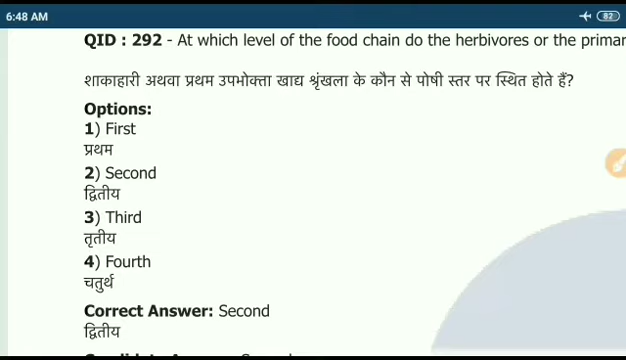 6:48 AM 82
QID : 292 - At which level of the food chain do the herbivores or the primar
शाकाहारी अथवा प्रथम उपभोक्ता खाद्य श्रृंखला के कौन से पोषी स्तर पर स्थित होते हैं?
Options:
1) First
प्रथम
2) Second
द्वितीय
3) Third
तृतीय
4) Fourth
चतुर्थ
Correct Answer: Second
द्वितीय